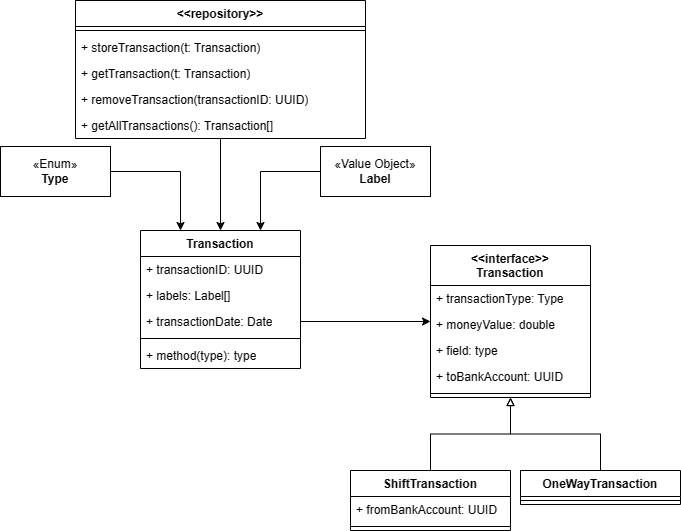 <<repository>>
+ storeTransaction(t: Transaction)
+ getTransaction(t: Transaction)
+ removeTransaction(transactionID: UUID)
+ getAllTransactions(): Transaction[]
«Enum»
Type
«Value Object»
Label
Transaction
+ transactionID: UUID
+ labels: Label[]
+ transactionDate: Date
+ method(type): type
<<interface>>
Transaction
+ transactionType: Type
+ moneyValue: double
+ field: type
+ toBankAccount: UUID
ShiftTransaction
+ fromBankAccount: UUID
OneWayTransaction